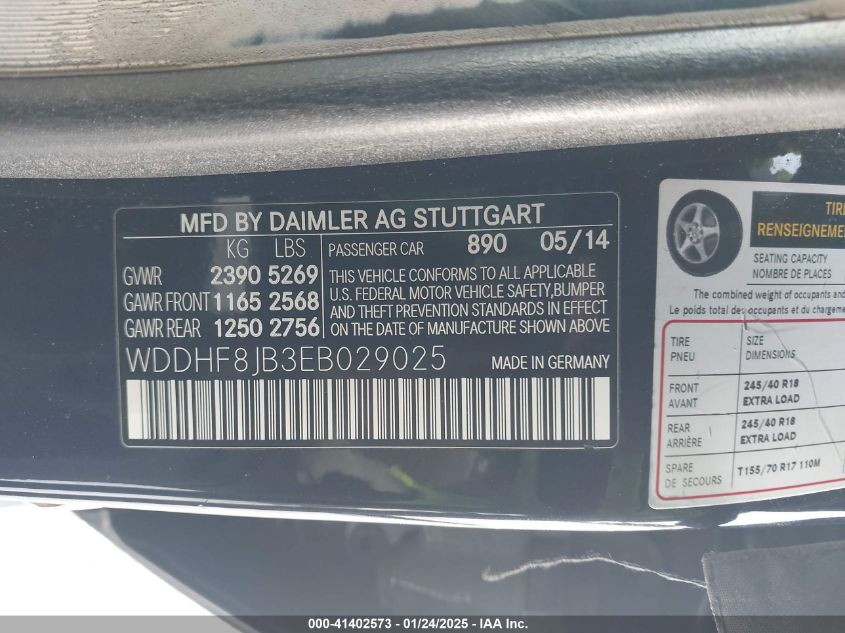 MFD BY DAIMLER AG STUTTGART
KG LBS
GVWR 2390 5269
GAWR FRONT 1165 2568
GAWR REAR 1250 2756
PASSENGER CAR 890 05/14
THIS VEHICLE CONFORMS TO ALL APPLICABLE
U.S. FEDERAL MOTOR VEHICLE SAFETY,BUMPER
AND THEFT PREVENTION STANDARDS IN EFFECT
ON THE DATE OF MANUFACTURE SHOWN ABOVE
WDDHF8JB3EB029025
MADE IN GERMANY
TIRE
RENSEIGNEME
SEATING CAPACITY
NOMBRE DE PLACES
The combined weight of occupants and
Le poids total des occupants et du chargeme
TIRE SIZE
PNEU DIMENSIONS
FRONT 245/40 R18
AVANT EXTRA LOAD
REAR 245/40 R18
ARRIÈRE EXTRA LOAD
SPARE T155/70 R17 110M
DE SECOURS
000-41402573 - 01/24/2025 - IAA Inc.